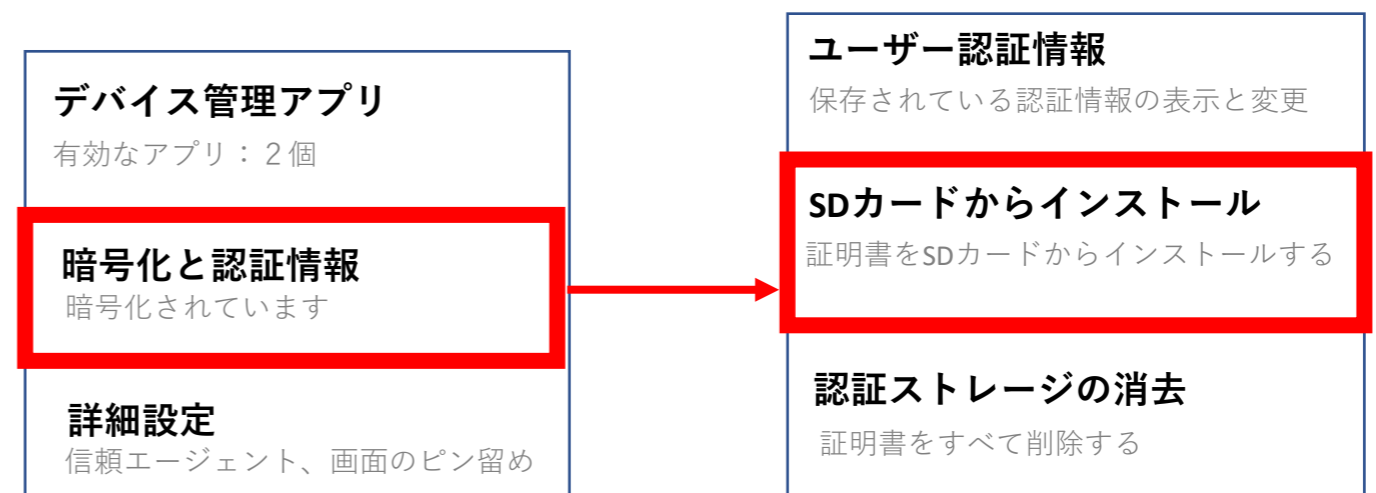 デバイス管理アプリ
有効なアプリ：２個
暗号化と認証情報
暗号化されています
詳細設定
信頼エージェント、画面のピン留め
ユーザー認証情報
保存されている認証情報の表示と変更
SDカードからインストール
証明書をSDカードからインストールする
認証ストレージの消去
証明書をすべて削除する